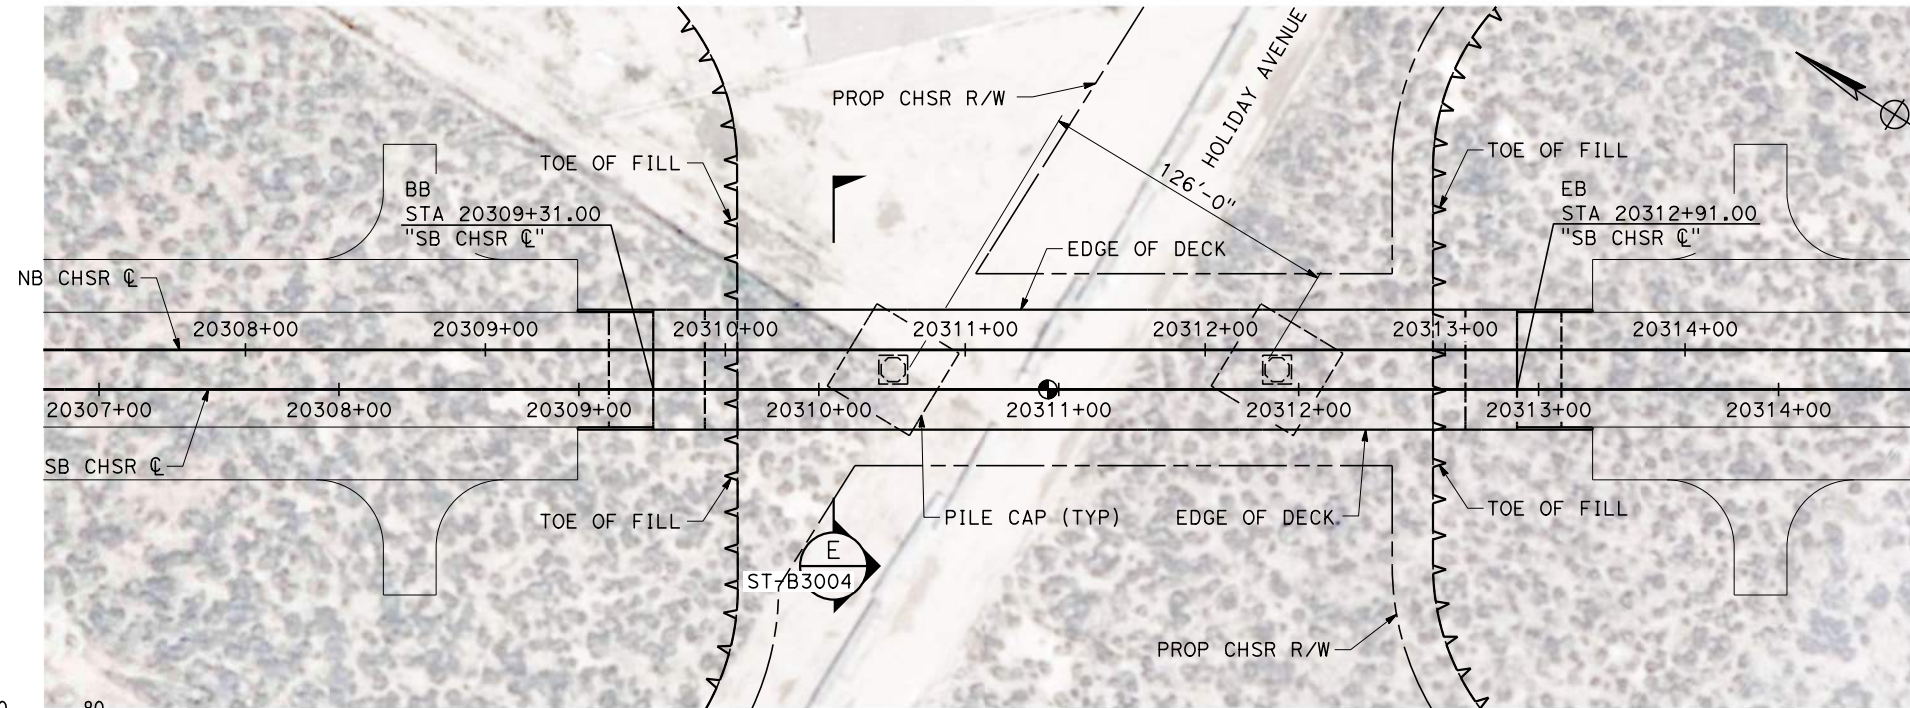 HOLIDAY AVENUE
PROP CHSR R/W
TOE OF FILL
126'-0"
TOE OF FILL
BB
STA 20309+31.00
"SB CHSR ℄"
EB
STA 20312+91.00
"SB CHSR ℄"
EDGE OF DECK
NB CHSR ℄
20308+00 20309+00 20310+00 20311+00 20312+00 20313+00 20314+00
20307+00 20308+00 20309+00 20310+00 20311+00 20312+00 20313+00 20314+00
SB CHSR ℄
TOE OF FILL
PILE CAP (TYP)
EDGE OF DECK
TOE OF FILL
E
ST-B3004
PROP CHSR R/W
80